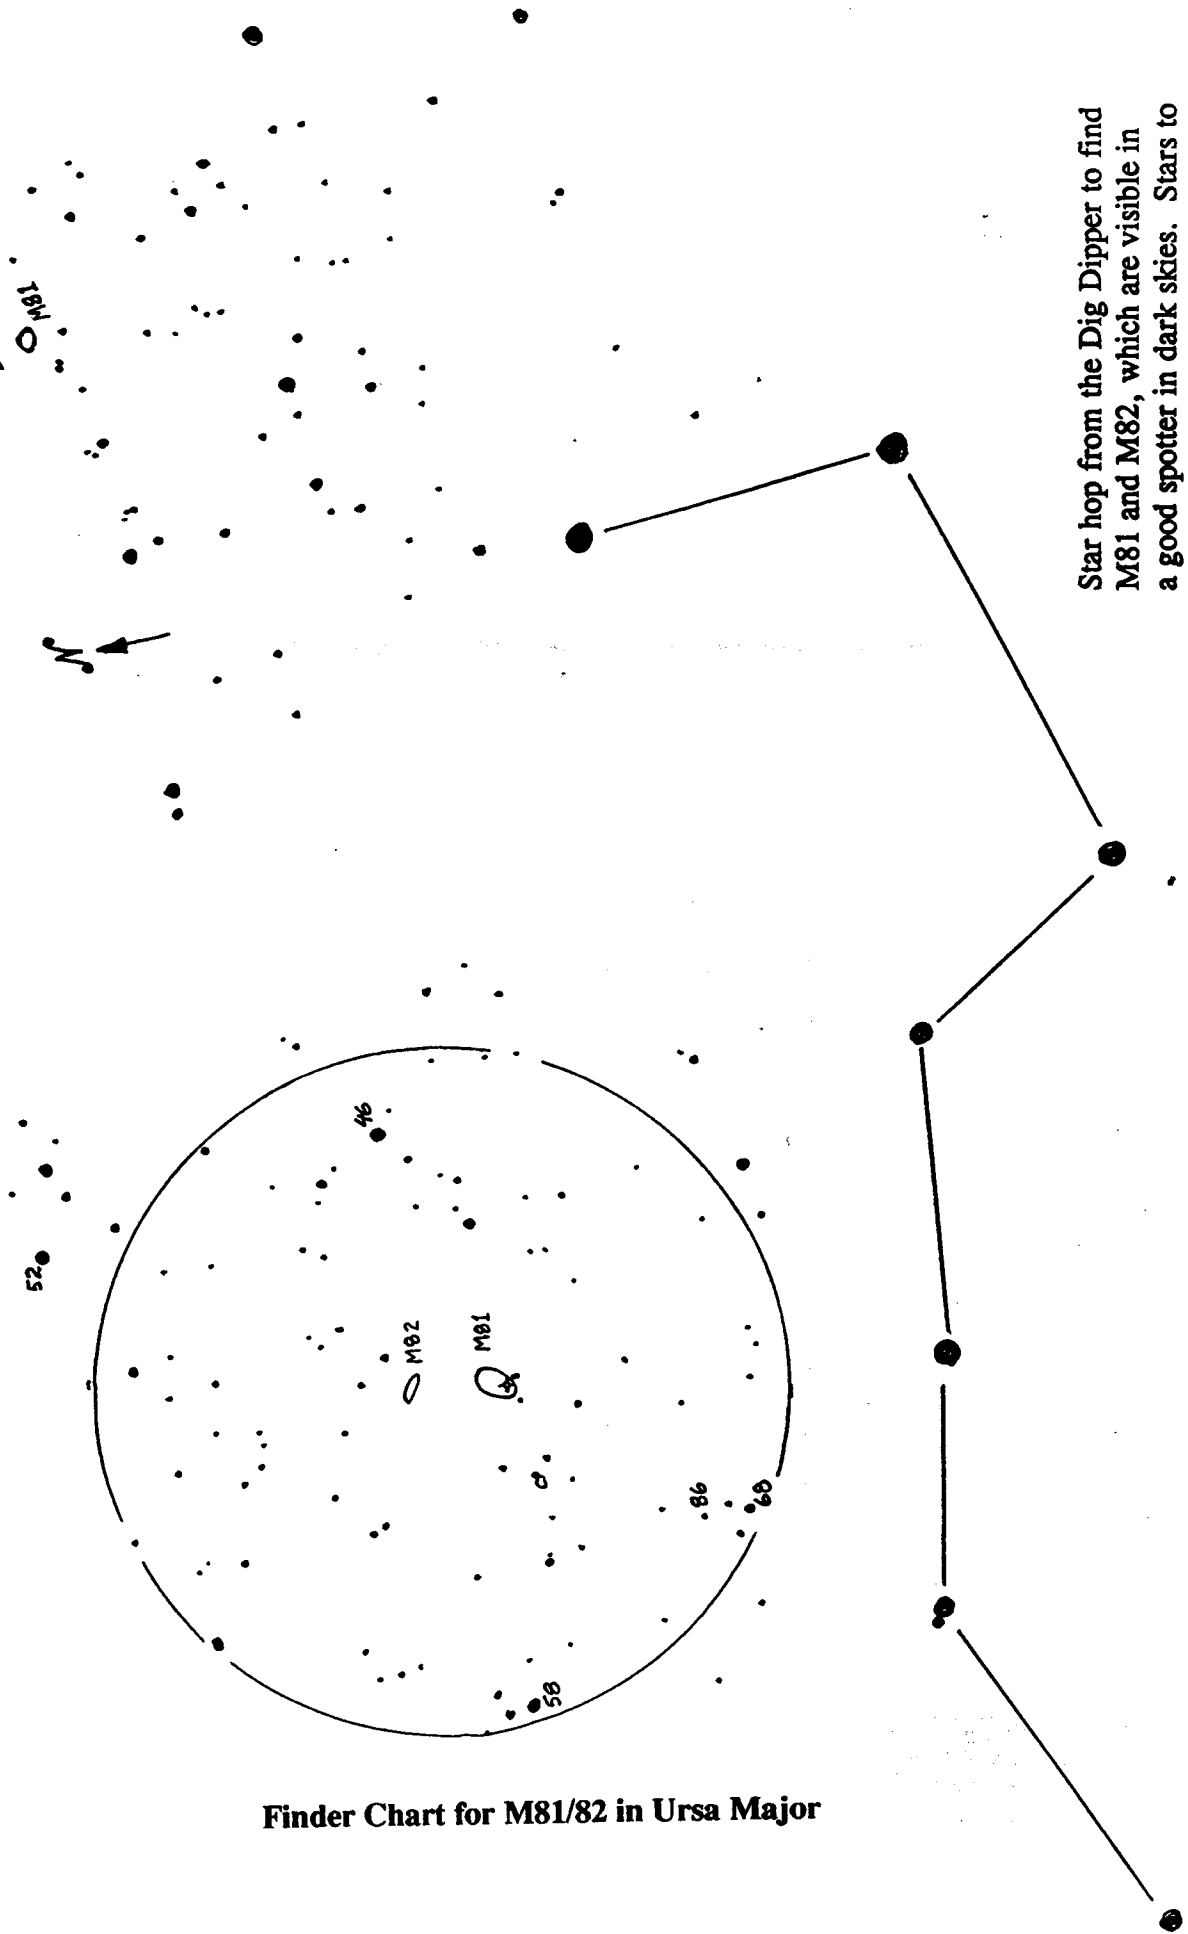 Finder Chart for M81/82 in Ursa Major
M81
N
52
46
M82
M81
86
68
58
Star hop from the Dig Dipper to find
M81 and M82, which are visible in
a good spotter in dark skies. Stars to